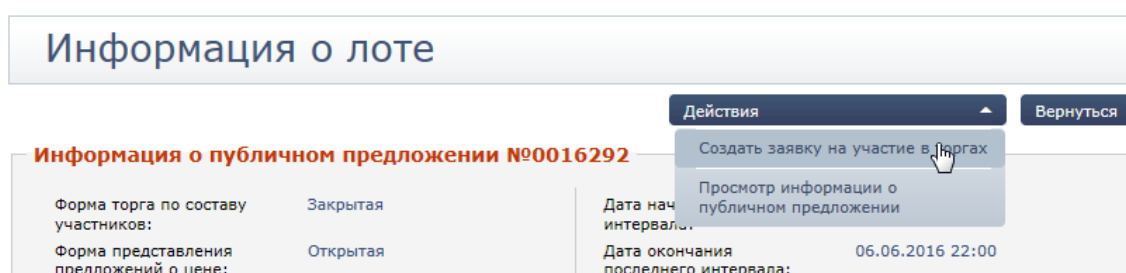 Информация о лоте
Действия
Вернуться
Создать заявку на участие в торгах
Просмотр информации о
публичном предложении
Информация о публичном предложении №0016292
Форма торга по составу
участников:
Закрытая
Форма представления
предложений о цене:
Открытая
Дата
интервала:
Дата окончания
последнего интервала:
06.06.2016 22:00